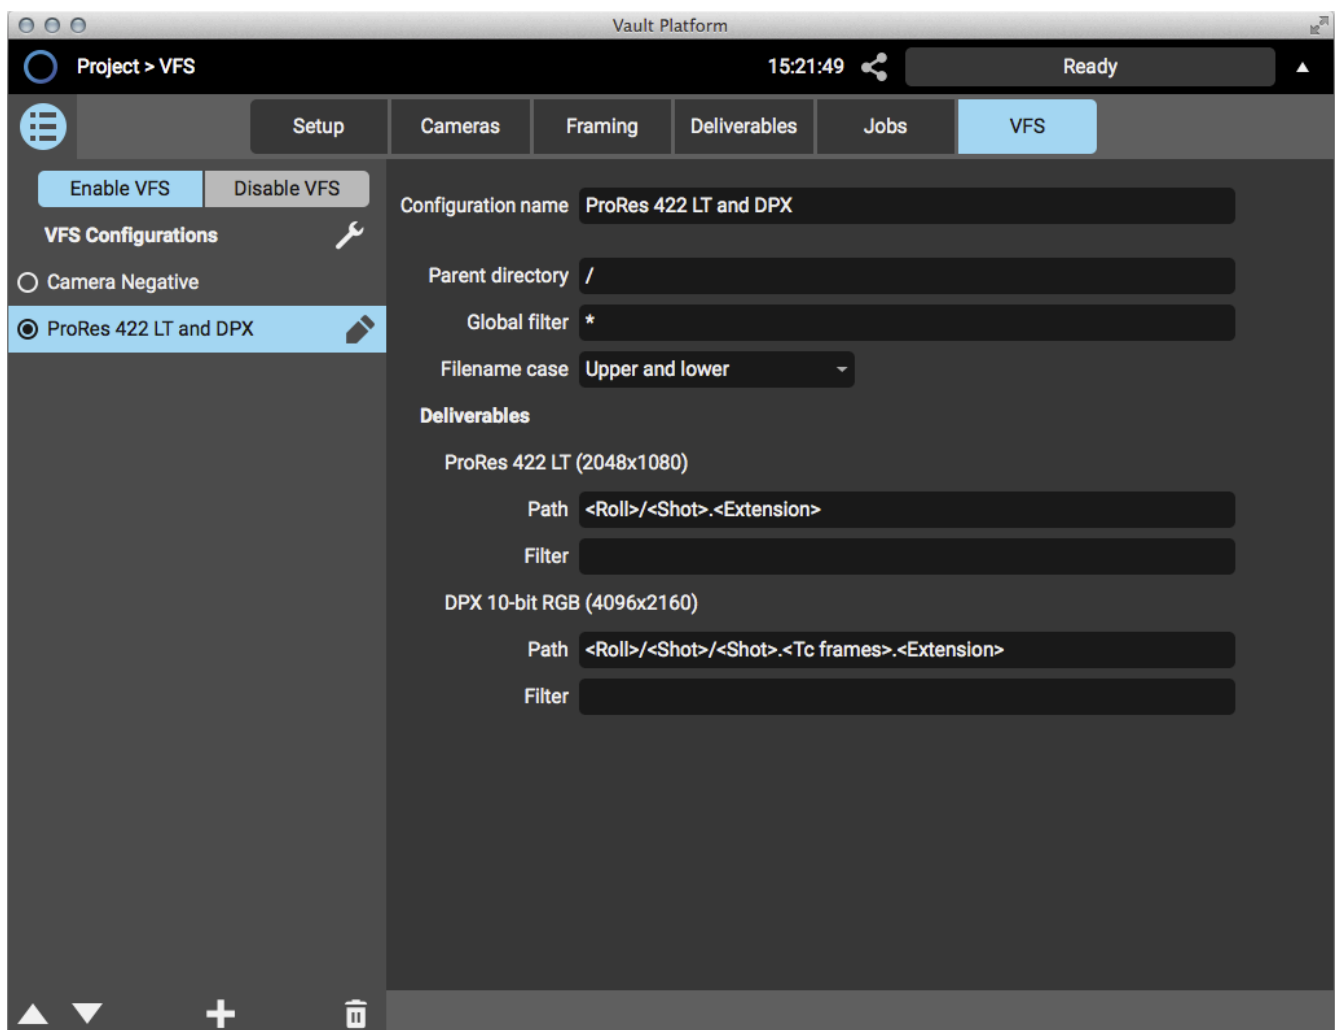 Vault Platform
Project > VFS 15:21:49 Ready
Setup Cameras Framing Deliverables Jobs VFS
Enable VFS Disable VFS
VFS Configurations
Camera Negative
ProRes 422 LT and DPX
Configuration name ProRes 422 LT and DPX
Parent directory /
Global filter *
Filename case Upper and lower
Deliverables
ProRes 422 LT (2048x1080)
Path <Roll>/<Shot>.<Extension>
Filter
DPX 10-bit RGB (4096x2160)
Path <Roll>/<Shot>/<Shot>.<Tc frames>.<Extension>
Filter